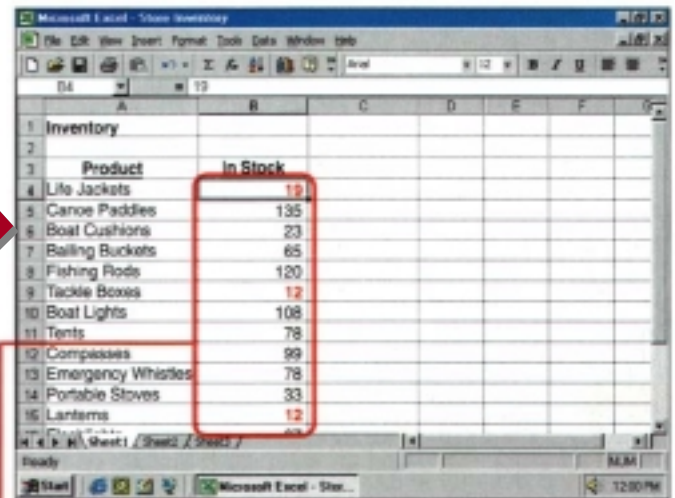 Microsoft Excel - Store Inventory
File Edit View Insert Format Tools Data Window Help
Arial 12 B I U
B4 = 19
A B C D E F G
1 Inventory
2
3 Product In Stock
4 Life Jackets 19
5 Canoe Paddles 135
6 Boat Cushions 23
7 Bailing Buckets 65
8 Fishing Rods 120
9 Tackle Boxes 12
10 Boat Lights 108
11 Tents 78
12 Compasses 99
13 Emergency Whistles 78
14 Portable Stoves 33
15 Lanterns 12
Sheet1 / Sheet2 / Sheet3 /
Ready NUM
Start Microsoft Excel - Stor... 12:00 PM